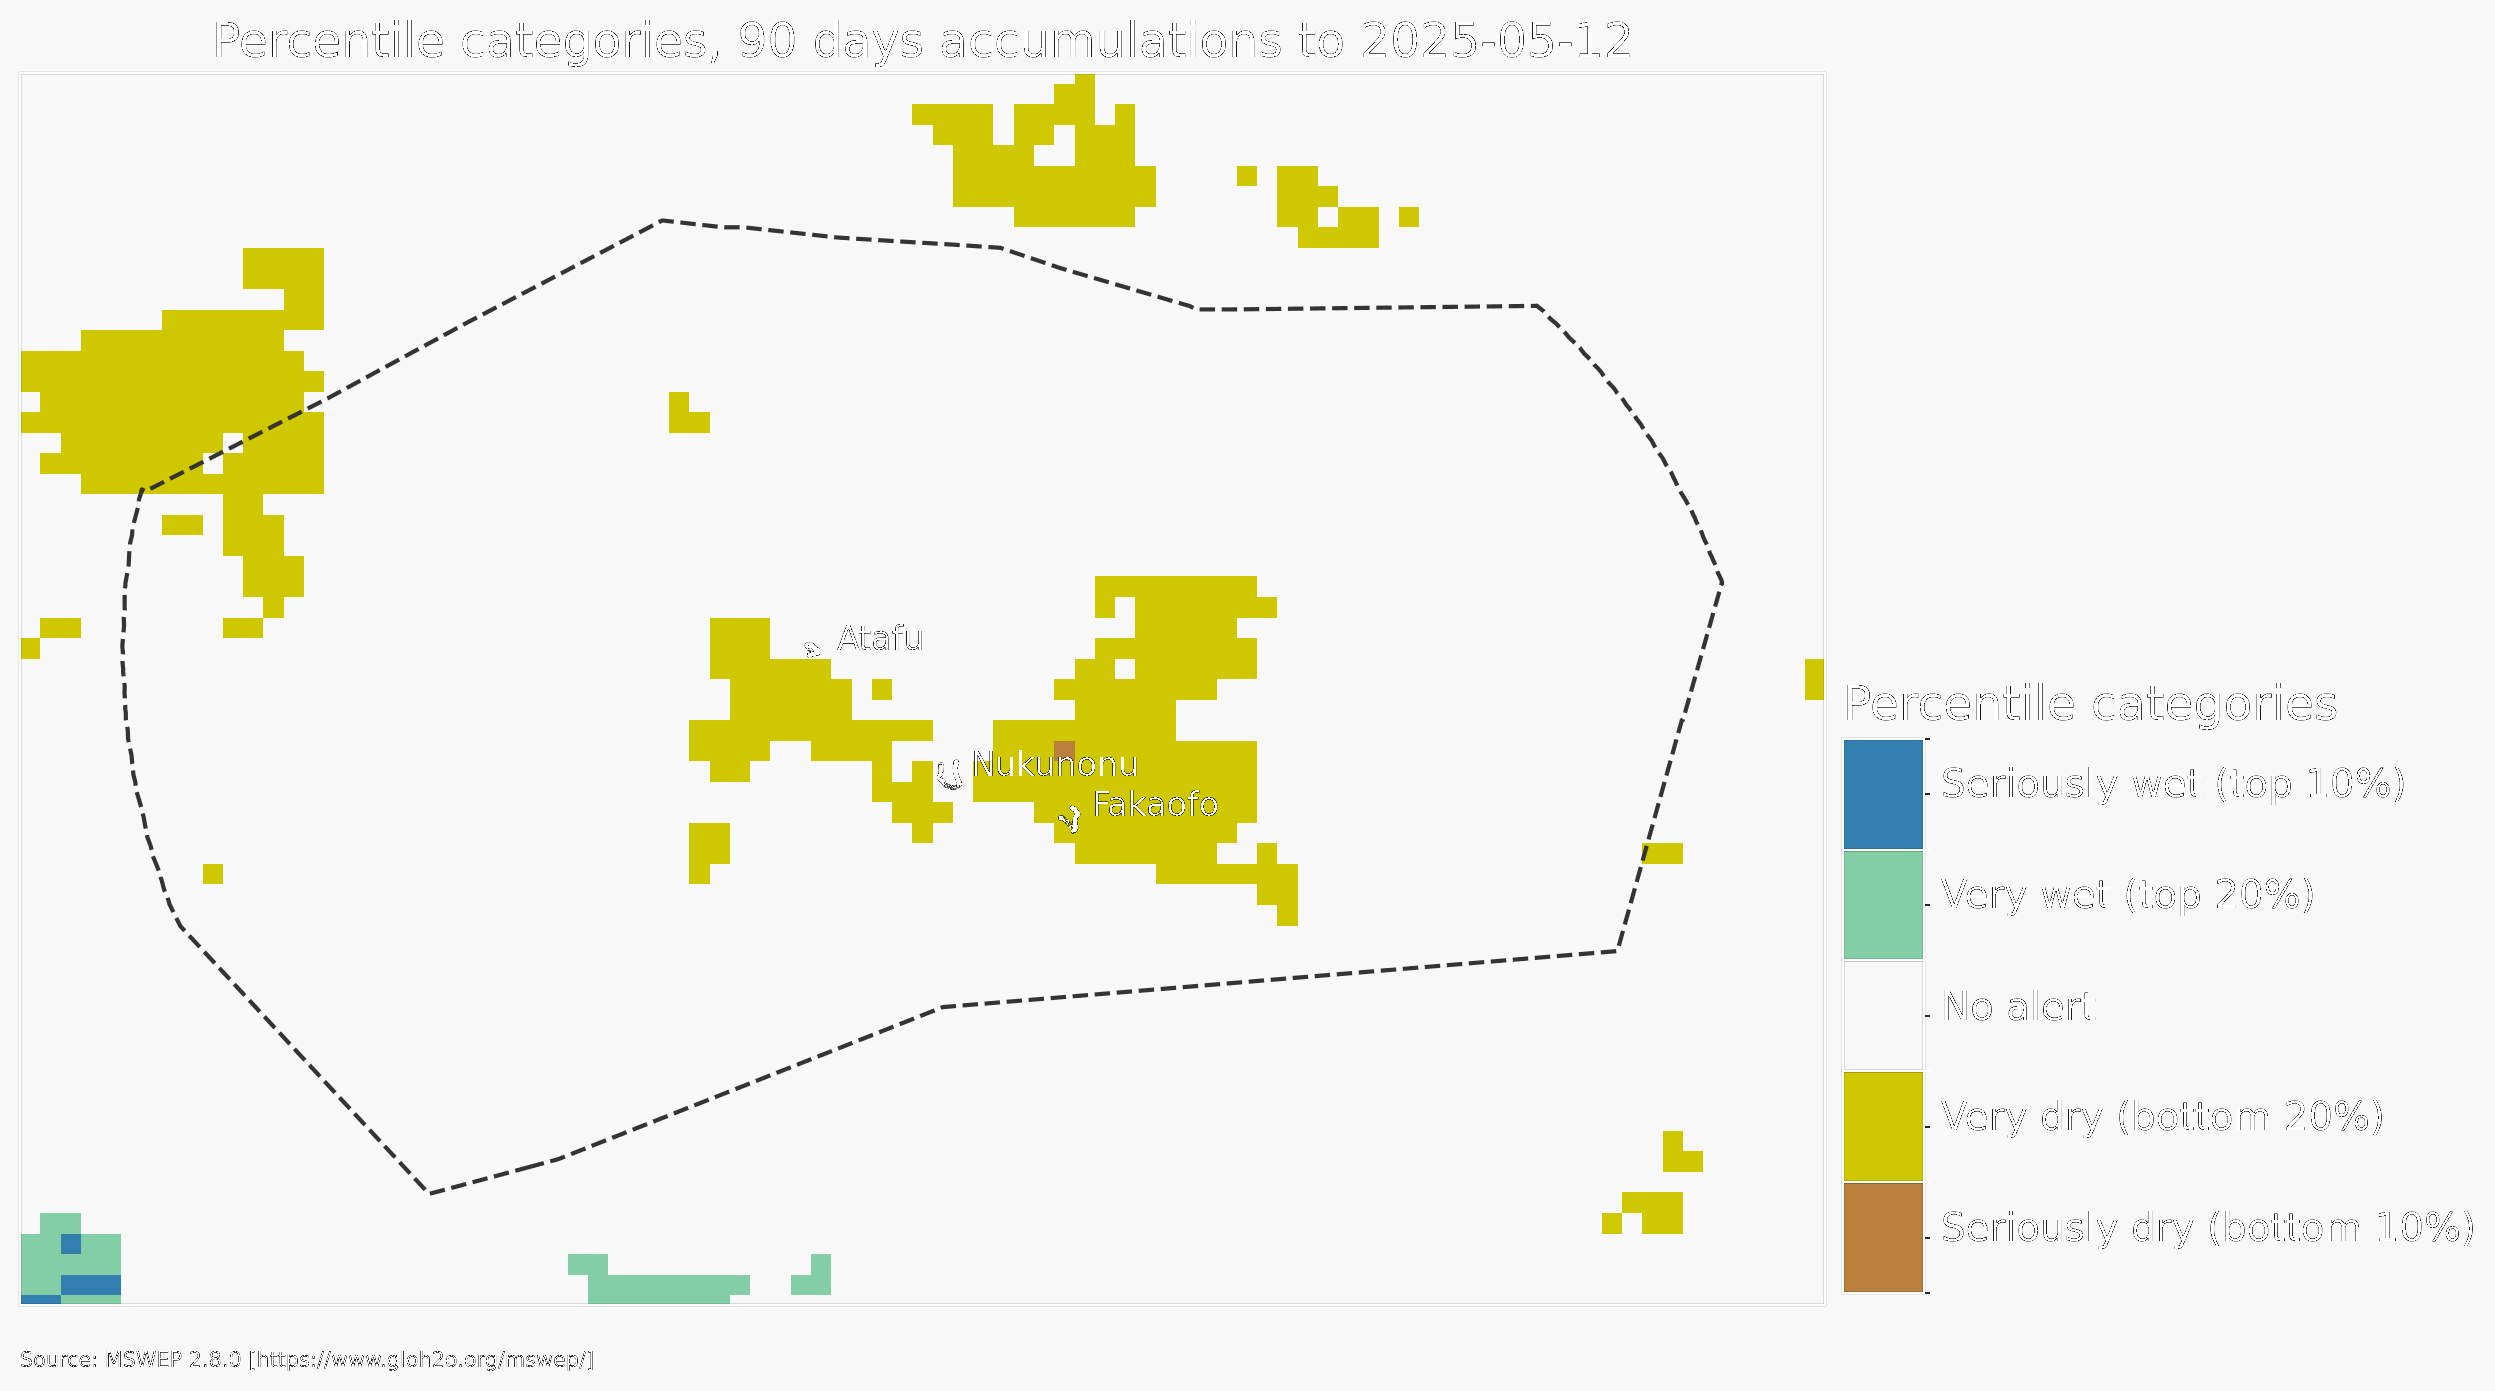 Percentile categories, 90 days accumulations to 2025-05-12
Atafu
Nukunonu
Fakaofo
Percentile categories
Seriously wet (top 10%)
Very wet (top 20%)
No alert
Very dry (bottom 20%)
Seriously dry (bottom 10%)
Source: MSWEP 2.8.0 [https://www.gloh2o.org/mswep/]